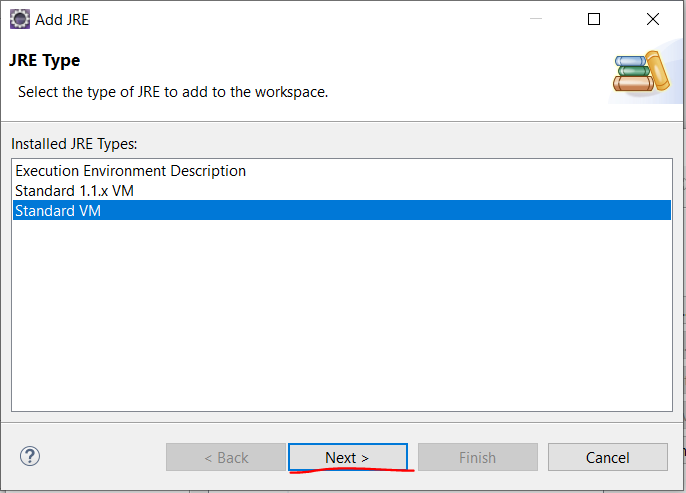 Add JRE
JRE Type
Select the type of JRE to add to the workspace.
Installed JRE Types:
Execution Environment Description
Standard 1.1.x VM
Standard VM
?
< Back
Next >
Finish
Cancel